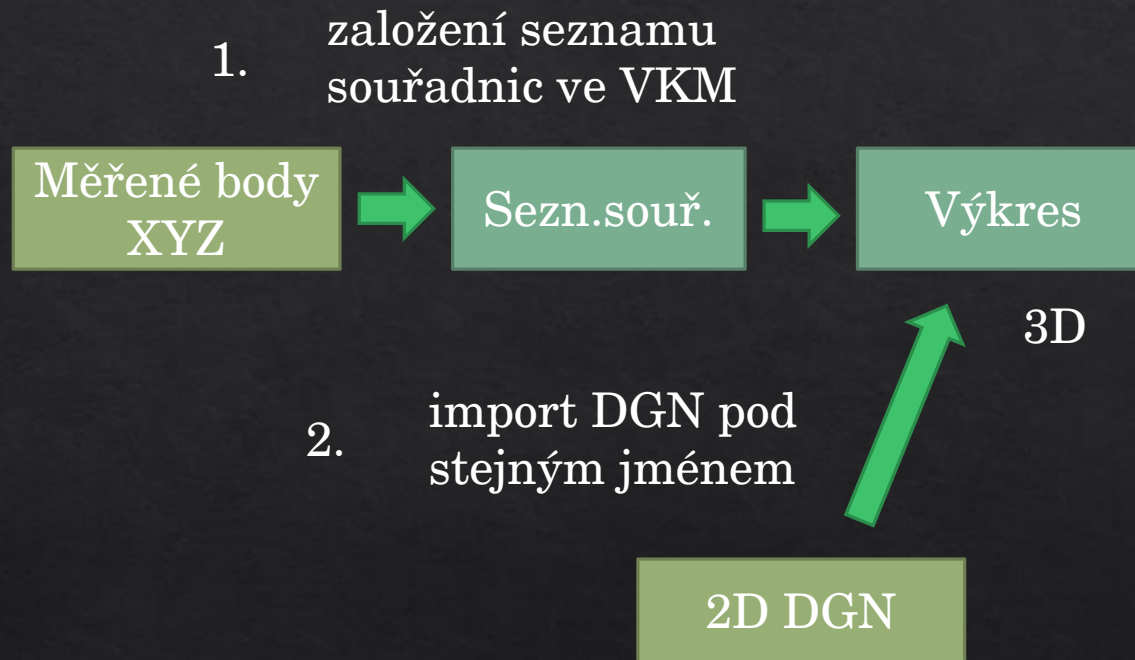 1.
založení seznamu
souřadnic ve VKM
Měřené body
XYZ
Sezn.souř.
Výkres
3D
2.
import DGN pod
stejným jménem
2D DGN